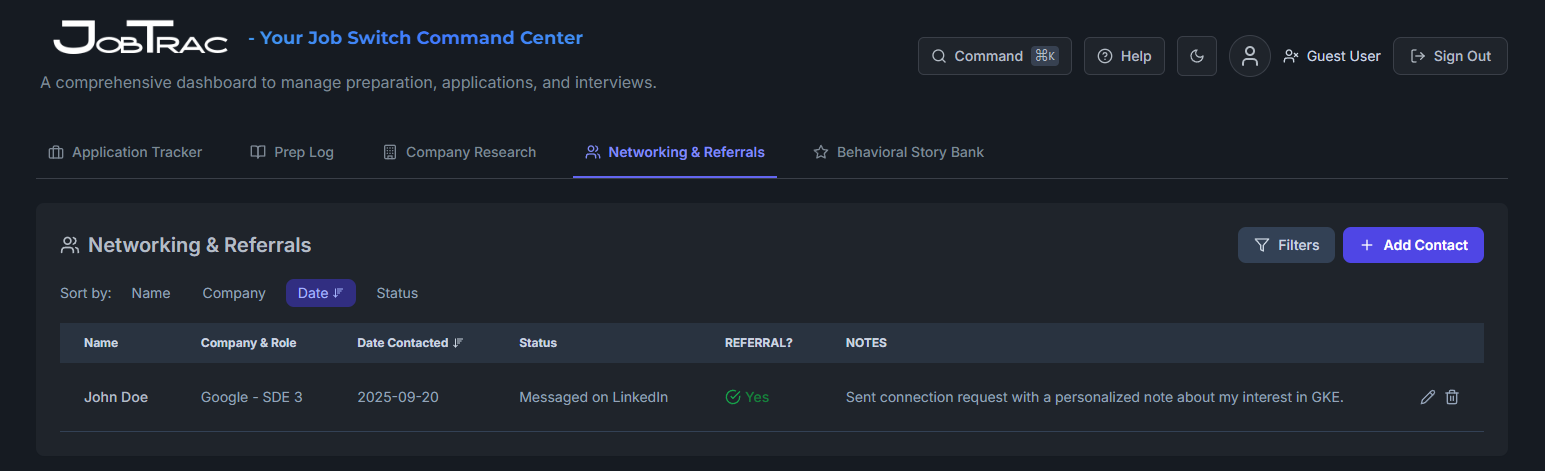 JobTrac - Your Job Switch Command Center
A comprehensive dashboard to manage preparation, applications, and interviews.
Command ⌘K Help Guest User Sign Out
Application Tracker Prep Log Company Research Networking & Referrals Behavioral Story Bank
Networking & Referrals
Filters + Add Contact
Sort by: Name Company Date Status
Name Company & Role Date Contacted Status REFERRAL? NOTES
John Doe Google - SDE 3 2025-09-20 Messaged on LinkedIn Yes Sent connection request with a personalized note about my interest in GKE.